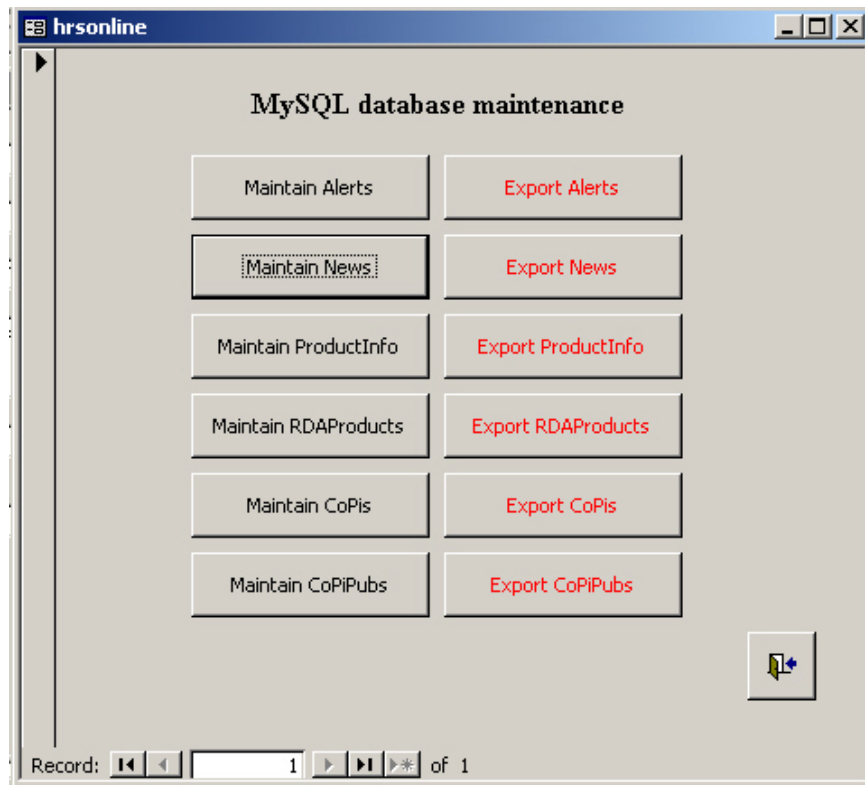 hrsonline
MySQL database maintenance
Maintain Alerts Export Alerts
Maintain News Export News
Maintain ProductInfo Export ProductInfo
Maintain RDAProducts Export RDAProducts
Maintain CoPis Export CoPis
Maintain CoPiPubs Export CoPiPubs
Record: 1 of 1